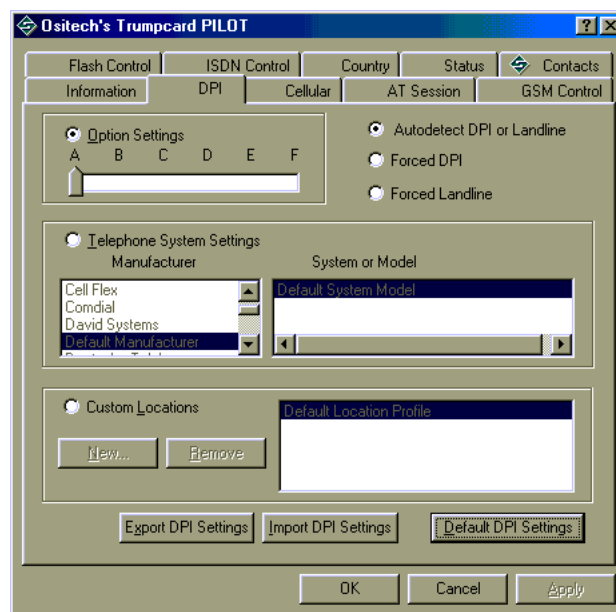 Ositech's Trumpcard PILOT
Flash Control ISDN Control Country Status Contacts
Information DPI Cellular AT Session GSM Control
Option Settings
A B C D E F
Autodetect DPI or Landline
Forced DPI
Forced Landline
Telephone System Settings
Manufacturer System or Model
Cell Flex
Comdial
David Systems
Default Manufacturer
Default System Model
Custom Locations
New... Remove
Default Location Profile
Export DPI Settings Import DPI Settings Default DPI Settings
OK Cancel Apply